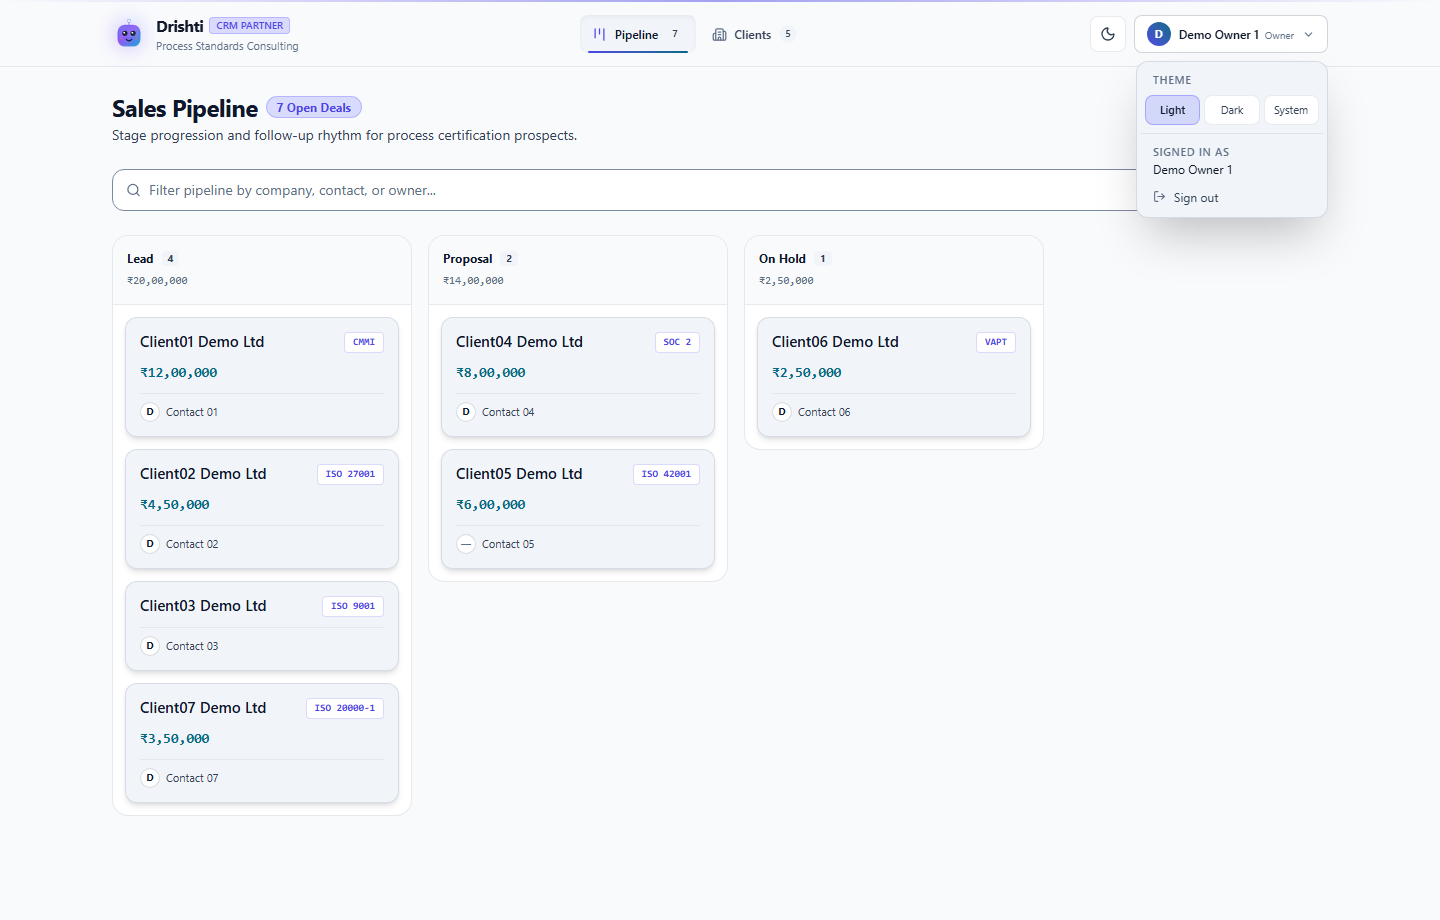 Drishti CRM PARTNER
Process Standards Consulting
Pipeline 7
Clients 5
D Demo Owner 1 Owner
THEME
Light Dark System
SIGNED IN AS
Demo Owner 1
Sign out
Sales Pipeline 7 Open Deals
Stage progression and follow-up rhythm for process certification prospects.
Filter pipeline by company, contact, or owner...
Lead 4
₹20,00,000
Client01 Demo Ltd CMMI
₹12,00,000
D Contact 01
Client02 Demo Ltd ISO 27001
₹4,50,000
D Contact 02
Client03 Demo Ltd ISO 9001
D Contact 03
Client07 Demo Ltd ISO 20000-1
₹3,50,000
D Contact 07
Proposal 2
₹14,00,000
Client04 Demo Ltd SOC 2
₹8,00,000
D Contact 04
Client05 Demo Ltd ISO 42001
₹6,00,000
— Contact 05
On Hold 1
₹2,50,000
Client06 Demo Ltd VAPT
₹2,50,000
D Contact 06